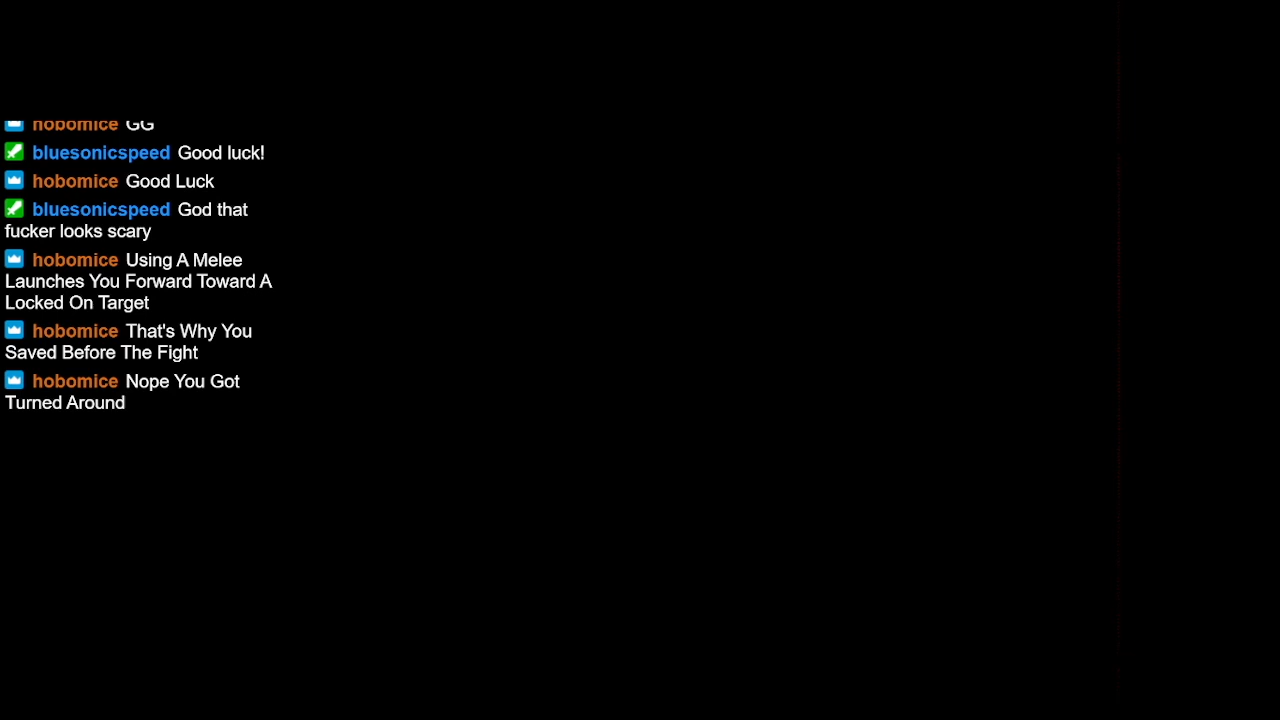 hobomice GG
bluesonicspeed Good luck!
hobomice Good Luck
bluesonicspeed God that
fucker looks scary
hobomice Using A Melee
Launches You Forward Toward A
Locked On Target
hobomice That's Why You
Saved Before The Fight
hobomice Nope You Got
Turned Around